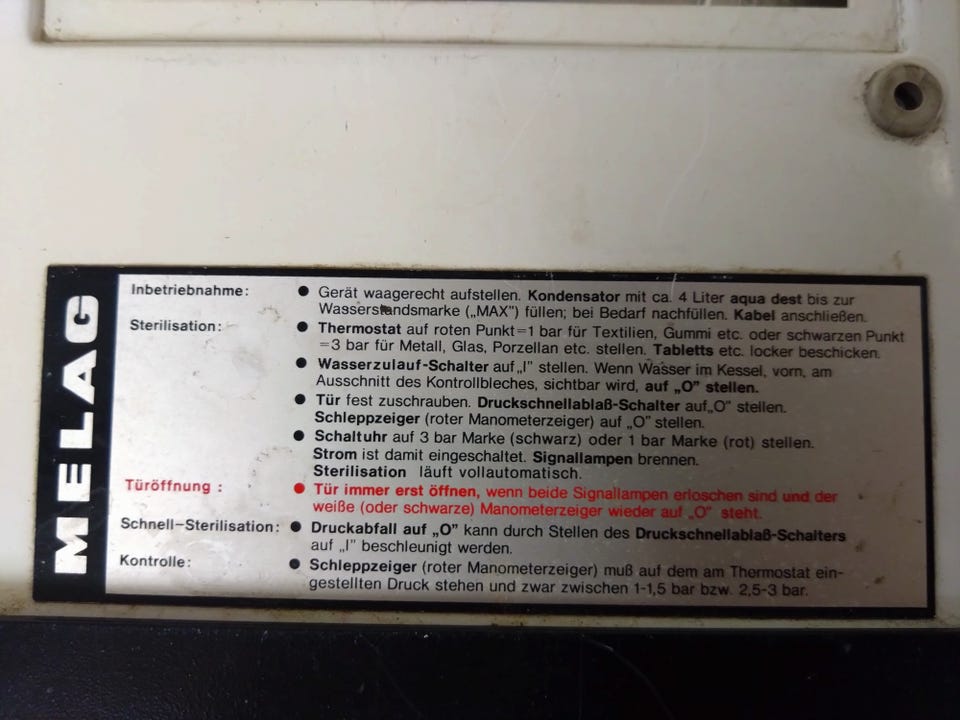 MELAG
Inbetriebnahme: ● Gerät waagerecht aufstellen. Kondensator mit ca. 4 Liter aqua dest bis zur
Wasserstandsmarke („MAX") füllen; bei Bedarf nachfüllen. Kabel anschließen.
Sterilisation: ● Thermostat auf roten Punkt=1 bar für Textilien, Gummi etc. oder schwarzen Punkt
=3 bar für Metall, Glas, Porzellan etc. stellen. Tabletts etc. locker beschicken.
● Wasserzulauf-Schalter auf „I" stellen. Wenn Wasser im Kessel, vorn, am
Ausschnitt des Kontrollbleches, sichtbar wird, auf „O" stellen.
● Tür fest zuschrauben. Druckschnellablaß-Schalter auf „O" stellen.
Schleppzeiger (roter Manometerzeiger) auf „O" stellen.
● Schaltuhr auf 3 bar Marke (schwarz) oder 1 bar Marke (rot) stellen.
Strom ist damit eingeschaltet. Signallampen brennen.
Sterilisation läuft vollautomatisch.
Türöffnung: ● Tür immer erst öffnen, wenn beide Signallampen erloschen sind und der
weiße (oder schwarze) Manometerzeiger wieder auf „O" steht.
Schnell-Sterilisation: ● Druckabfall auf „O" kann durch Stellen des Druckschnellablaß-Schalters
auf „I" beschleunigt werden.
Kontrolle: ● Schleppzeiger (roter Manometerzeiger) muß auf dem am Thermostat ein-
gestellten Druck stehen und zwar zwischen 1-1,5 bar bzw. 2,5-3 bar.